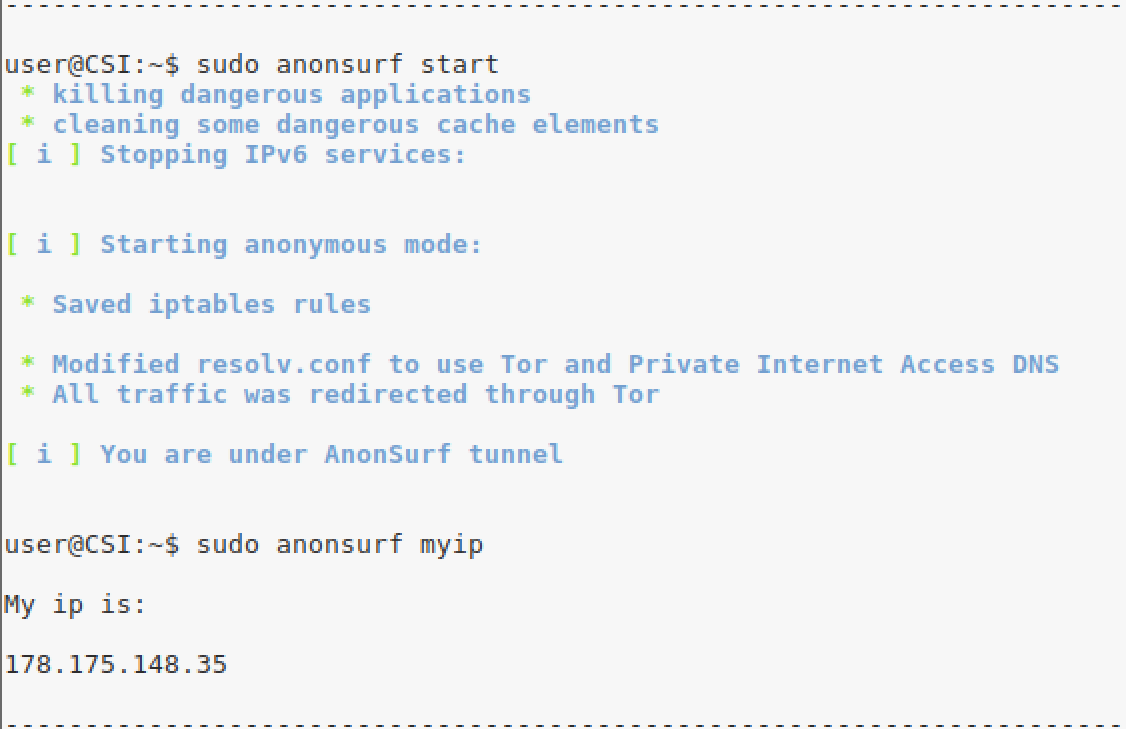 user@CSI:~$ sudo anonsurf start
* killing dangerous applications
* cleaning some dangerous cache elements
[ i ] Stopping IPv6 services:
[ i ] Starting anonymous mode:
* Saved iptables rules
* Modified resolv.conf to use Tor and Private Internet Access DNS
* All traffic was redirected through Tor
[ i ] You are under AnonSurf tunnel
user@CSI:~$ sudo anonsurf myip
My ip is:
178.175.148.35